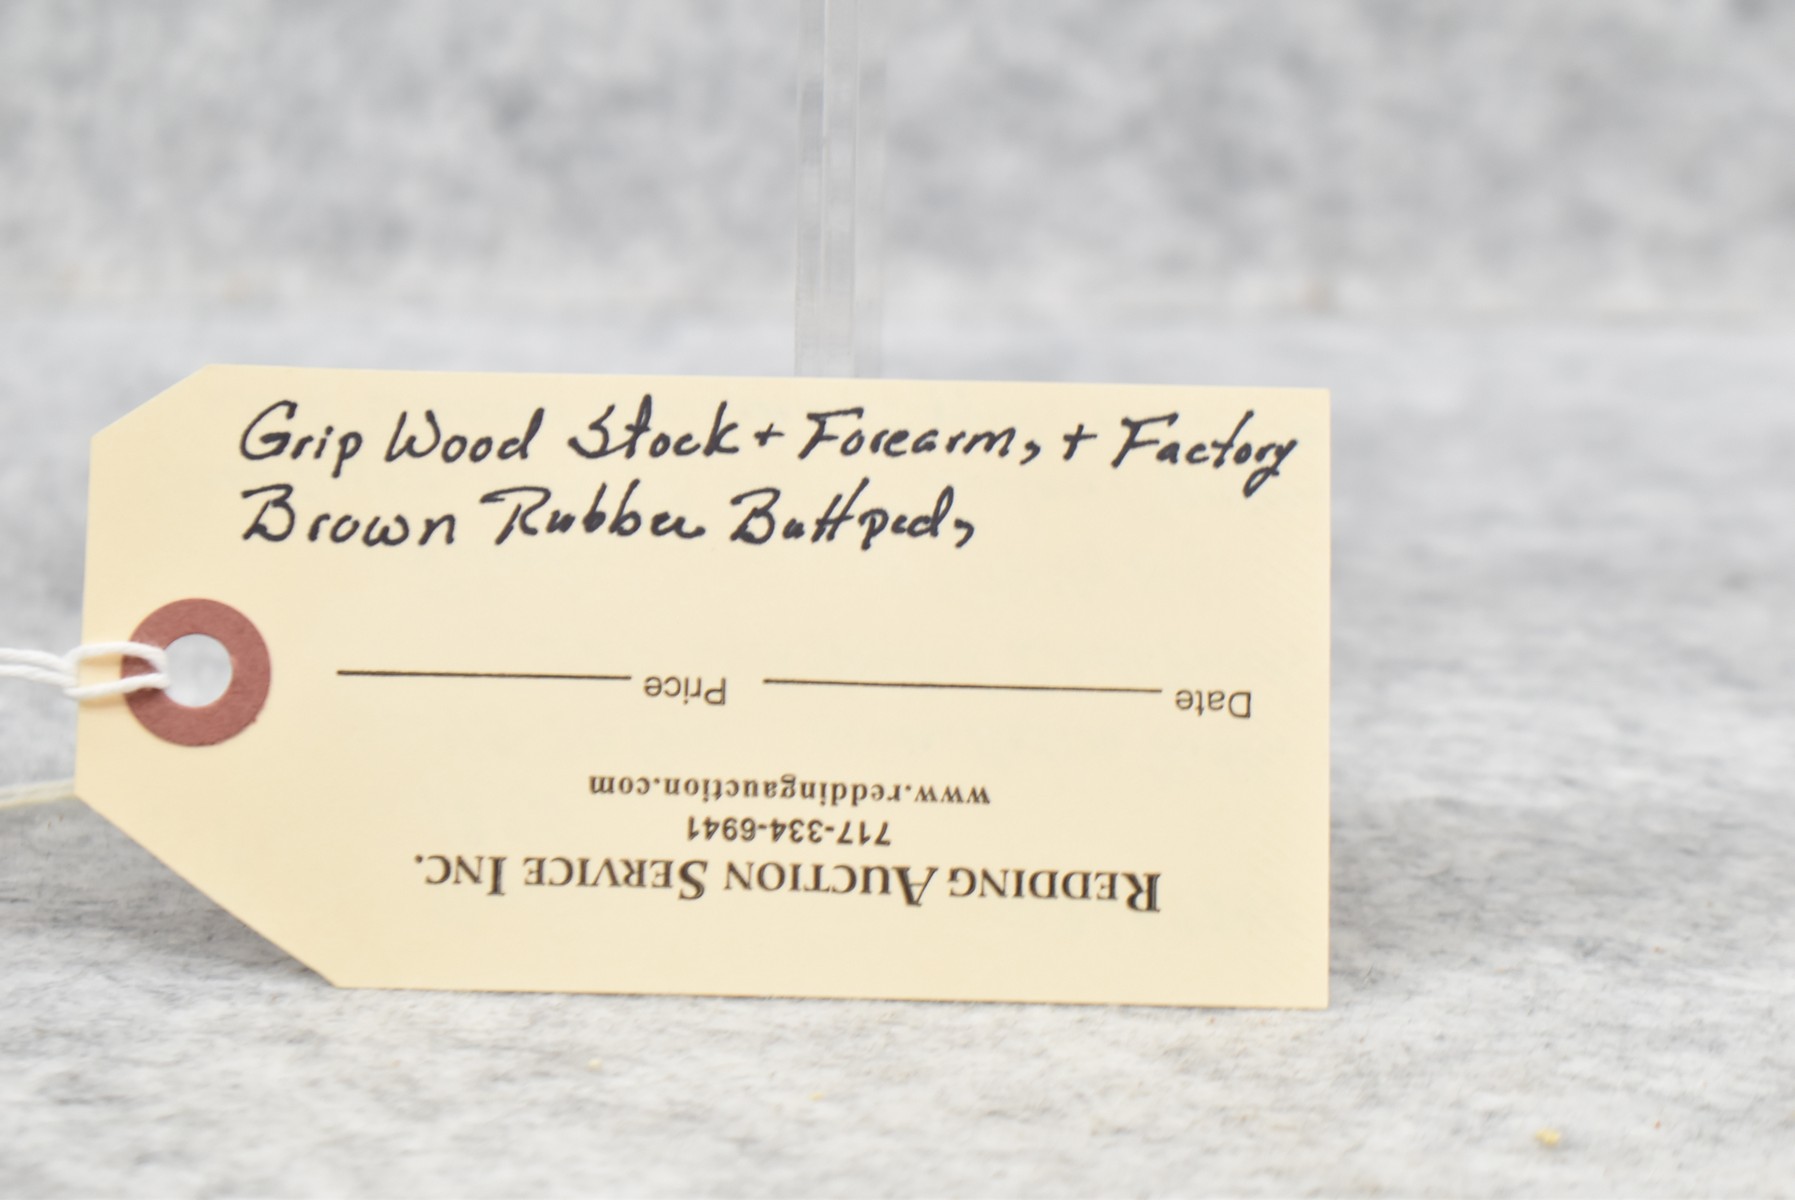 Grip Wood Stock + Forearm, + Factory
Brown Rubber Buttpad,
Date Price
www.reddingauction.com
717-334-6941
REDDING AUCTION SERVICE INC.